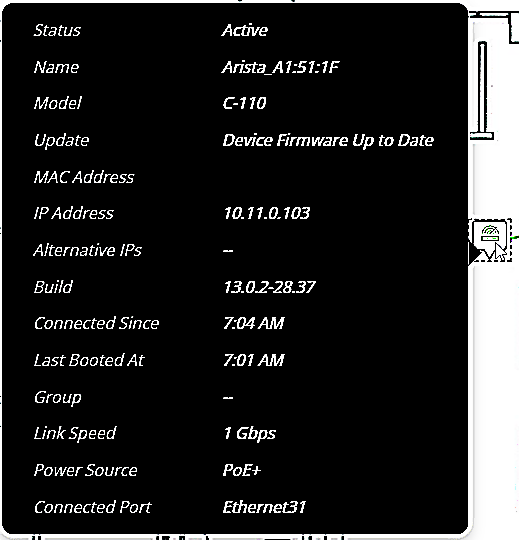 Status Active
Name Arista_A1:51:1F
Model C-110
Update Device Firmware Up to Date
MAC Address
IP Address 10.11.0.103
Alternative IPs --
Build 13.0.2-28.37
Connected Since 7:04 AM
Last Booted At 7:01 AM
Group --
Link Speed 1 Gbps
Power Source PoE+
Connected Port Ethernet31